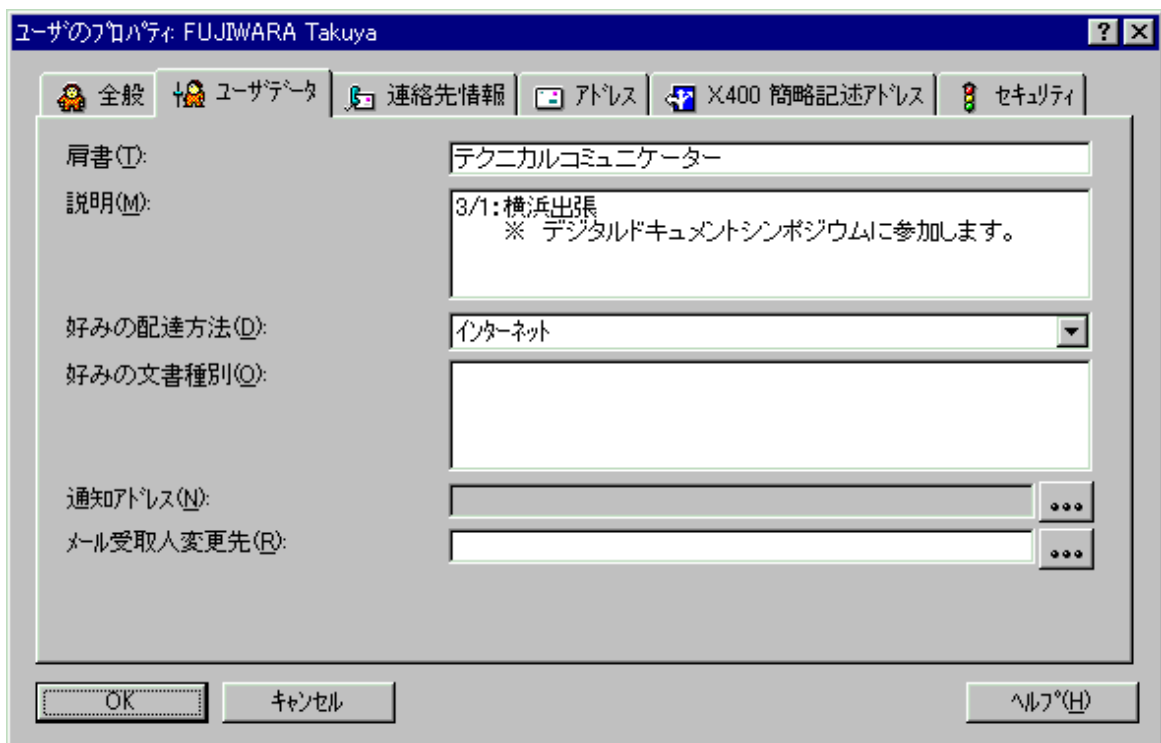 ﾕｰｻﾞのﾌﾟﾛﾊﾟﾃｨ: FUJIWARA Takuya
全般
ﾕｰｻﾞﾃﾞｰﾀ
連絡先情報
ｱﾄﾞﾚｽ
X.400 簡略記述ｱﾄﾞﾚｽ
ｾｷｭﾘﾃｨ
肩書(T):
テクニカルコミュニケーター
説明(M):
3/1:横浜出張
※ デジタルドキュメントシンポジウムに参加します。
好みの配達方法(D):
ｲﾝﾀｰﾈｯﾄ
好みの文書種別(O):
通知ｱﾄﾞﾚｽ(N):
ﾒｰﾙ受取人変更先(R):
OK
ｷｬﾝｾﾙ
ﾍﾙﾌﾟ(H)